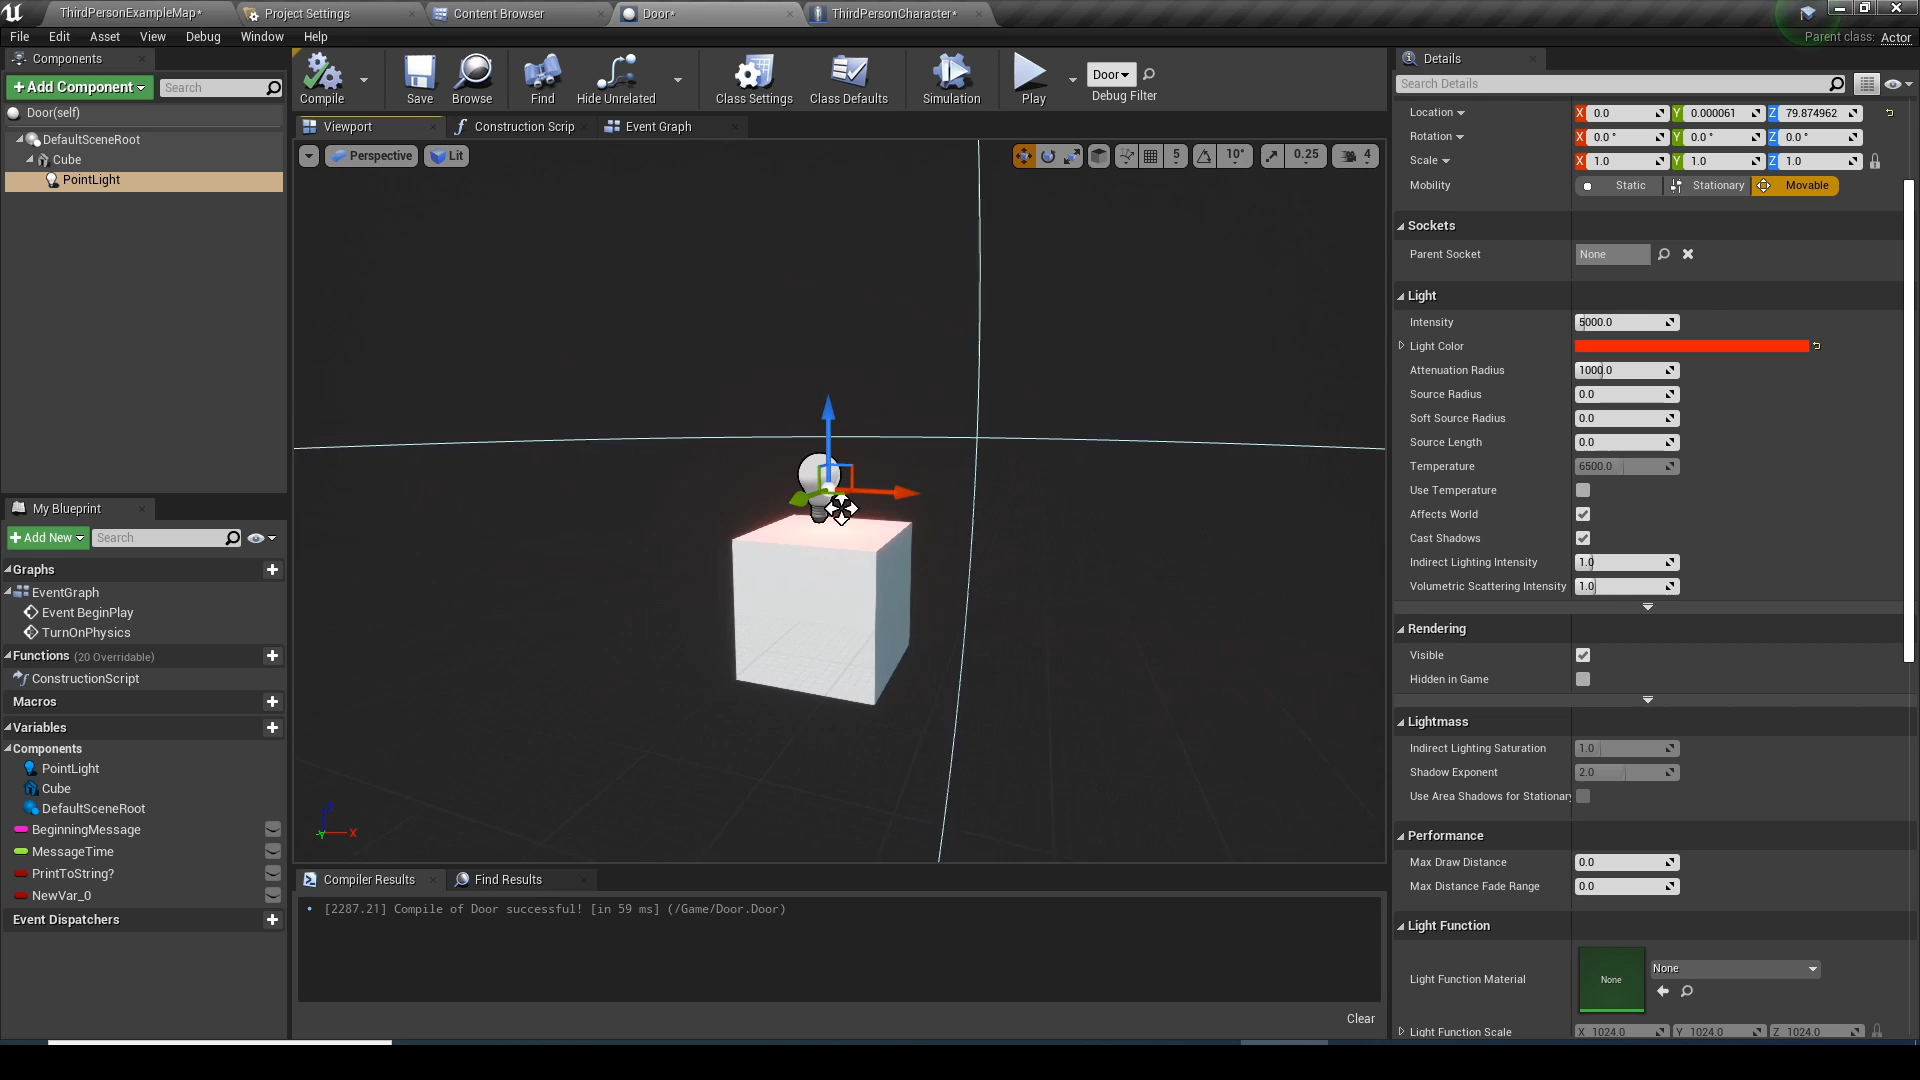 ThirdPersonExampleMap*
Project Settings
Content Browser
Door*
ThirdPersonCharacter*
File Edit Asset View Debug Window Help
Parent class: Actor
Components
+Add Component
Search
Door(self)
DefaultSceneRoot
Cube
PointLight
Compile
Save
Browse
Find
Hide Unrelated
Class Settings
Class Defaults
Simulation
Play
Door
Debug Filter
Viewport
Construction Scrip
Event Graph
Perspective
Lit
5
10°
0.25
4
My Blueprint
+Add New
Search
Graphs
EventGraph
Event BeginPlay
TurnOnPhysics
Functions (20 Overridable)
ConstructionScript
Macros
Variables
Components
PointLight
Cube
DefaultSceneRoot
BeginningMessage
MessageTime
PrintToString?
NewVar_0
Event Dispatchers
Z
X
Y
Compiler Results
Find Results
[2287.21] Compile of Door successful! [in 59 ms] (/Game/Door.Door)
Clear
Details
Search Details
Location X 0.0 Y 0.000061 Z 79.874962
Rotation X 0.0 ° Y 0.0 ° Z 0.0 °
Scale X 1.0 Y 1.0 Z 1.0
Mobility Static Stationary Movable
Sockets
Parent Socket None
Light
Intensity 5000.0
Light Color
Attenuation Radius 1000.0
Source Radius 0.0
Soft Source Radius 0.0
Source Length 0.0
Temperature 6500.0
Use Temperature
Affects World
Cast Shadows
Indirect Lighting Intensity 1.0
Volumetric Scattering Intensity 1.0
Rendering
Visible
Hidden in Game
Lightmass
Indirect Lighting Saturation 1.0
Shadow Exponent 2.0
Use Area Shadows for Stationary
Performance
Max Draw Distance 0.0
Max Distance Fade Range 0.0
Light Function
Light Function Material None None
Light Function Scale X 1024.0 Y 1024.0 Z 1024.0